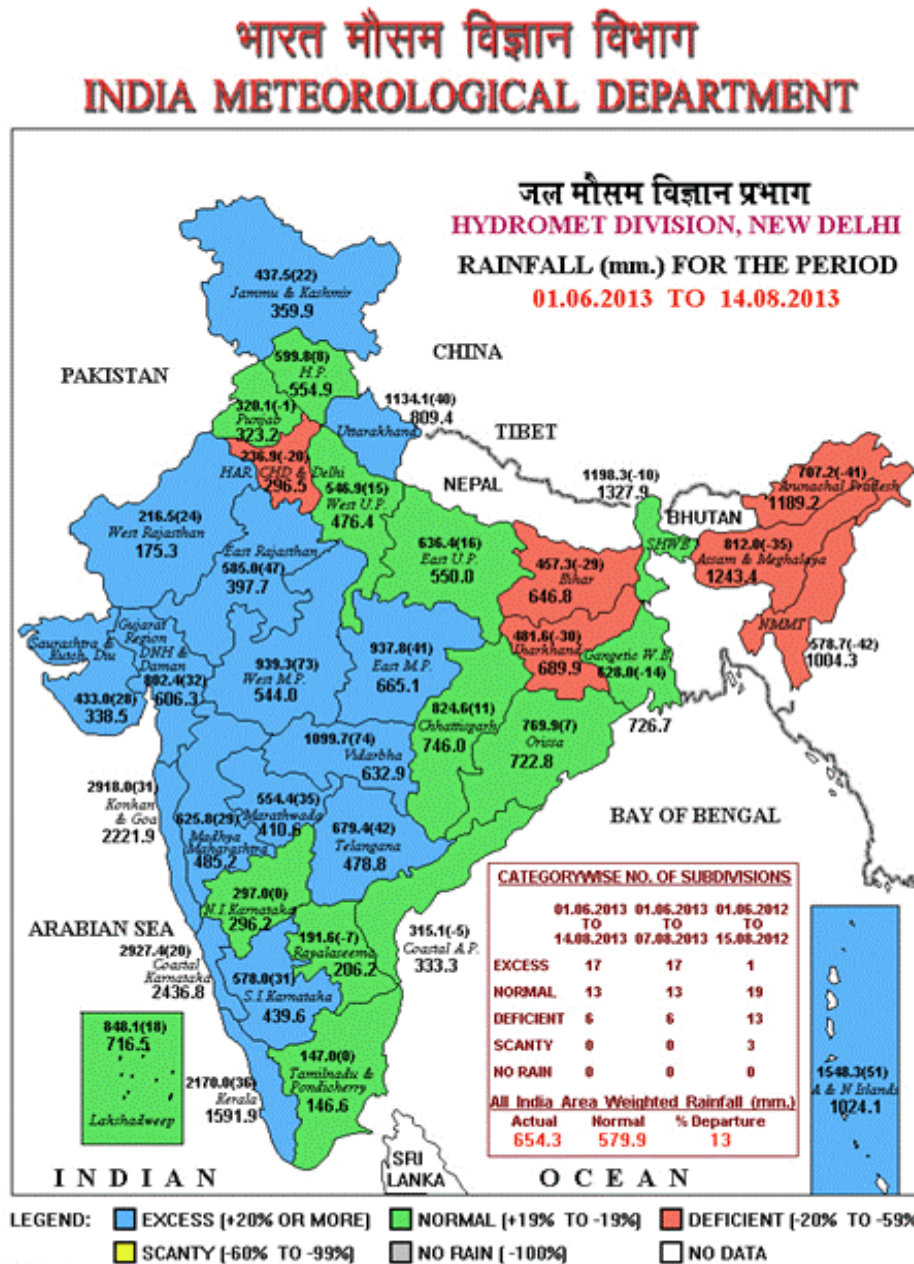 भारत मौसम विज्ञान विभाग
INDIA METEOROLOGICAL DEPARTMENT
जल मौसम विज्ञान प्रभाग
HYDROMET DIVISION, NEW DELHI
RAINFALL (mm.) FOR THE PERIOD
01.06.2013 TO 14.08.2013
437.5(22)
Jammu & Kashmir
359.9
CHINA
PAKISTAN
599.8(8)
H.P.
554.9
320.1(-1)
Punjab
323.2
1134.1(40)
809.4
Uttarakhand
TIBET
236.9(-20)
HAR. CHD & Delhi
296.5
NEPAL
1198.3(-10)
1327.9
BHUTAN
SHWB
707.2(-41)
Arunachal Pradesh
1189.2
546.9(15)
West U.P.
476.4
216.5(24)
West Rajasthan
175.3
East Rajasthan
585.0(47)
397.7
636.4(16)
East U.P.
550.0
457.3(-29)
Bihar
646.8
812.0(-35)
Assam & Meghalaya
1243.4
NMMT
578.7(-42)
1004.3
Saurashtra &
Kutch, Diu
433.0(28)
338.5
Gujarat
Region
DNH &
Daman
802.4(32)
606.3
939.3(73)
West M.P.
544.0
937.8(41)
East M.P.
665.1
481.6(-30)
Jharkhand
689.9
Gangetic W.B.
628.0(-14)
726.7
824.6(11)
Chhattisgarh
746.0
769.9(7)
Orissa
722.8
1099.7(74)
Vidarbha
632.9
2918.0(31)
Konkan
& Goa
2221.9
625.8(29)
Madhya
Maharashtra
485.2
554.4(35)
Marathwada
410.6
679.4(42)
Telangana
478.8
BAY OF BENGAL
297.0(0)
N.I.Karnataka
296.2
ARABIAN SEA
2927.4(20)
Coastal
Karnataka
2436.8
191.6(-7)
Rayalaseema
206.2
315.1(-5)
Coastal A.P.
333.3
578.0(31)
S.I.Karnataka
439.6
848.1(18)
716.5
Lakshadweep
2170.0(36)
Kerala
1591.9
147.0(0)
Tamilnadu &
Pondicherry
146.6
1548.3(51)
A & N Islands
1024.1
CATEGORYWISE NO. OF SUBDIVISIONS
01.06.2013 01.06.2013 01.06.2012
TO TO TO
14.08.2013 07.08.2013 15.08.2012
EXCESS 17 17 1
NORMAL 13 13 19
DEFICIENT 6 6 13
SCANTY 0 0 3
NO RAIN 0 0 0
All India Area Weighted Rainfall (mm.)
Actual Normal % Departure
654.3 579.9 13
SRI
LANKA
INDIAN OCEAN
LEGEND: EXCESS (+20% OR MORE) NORMAL (+19% TO -19%) DEFICIENT (-20% TO -59%
SCANTY (-60% TO -99%) NO RAIN (-100%) NO DATA